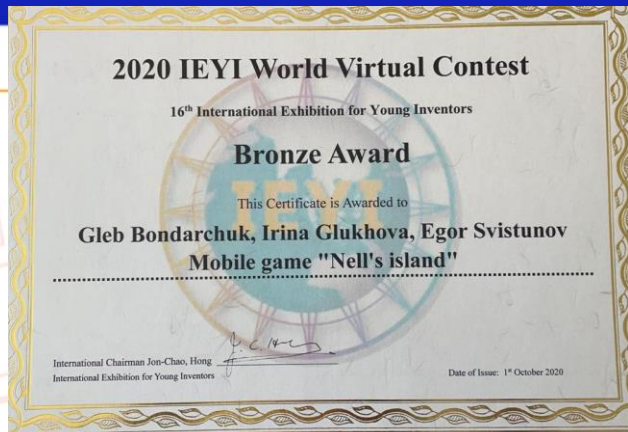 2020 IEYI World Virtual Contest
16th International Exhibition for Young Inventors
Bronze Award
IEYI
This Certificate is Awarded to
Gleb Bondarchuk, Irina Glukhova, Egor Svistunov
Mobile game "Nell's island"
International Chairman Jon-Chao, Hong
International Exhibition for Young Inventors
Date of Issue: 1st October 2020